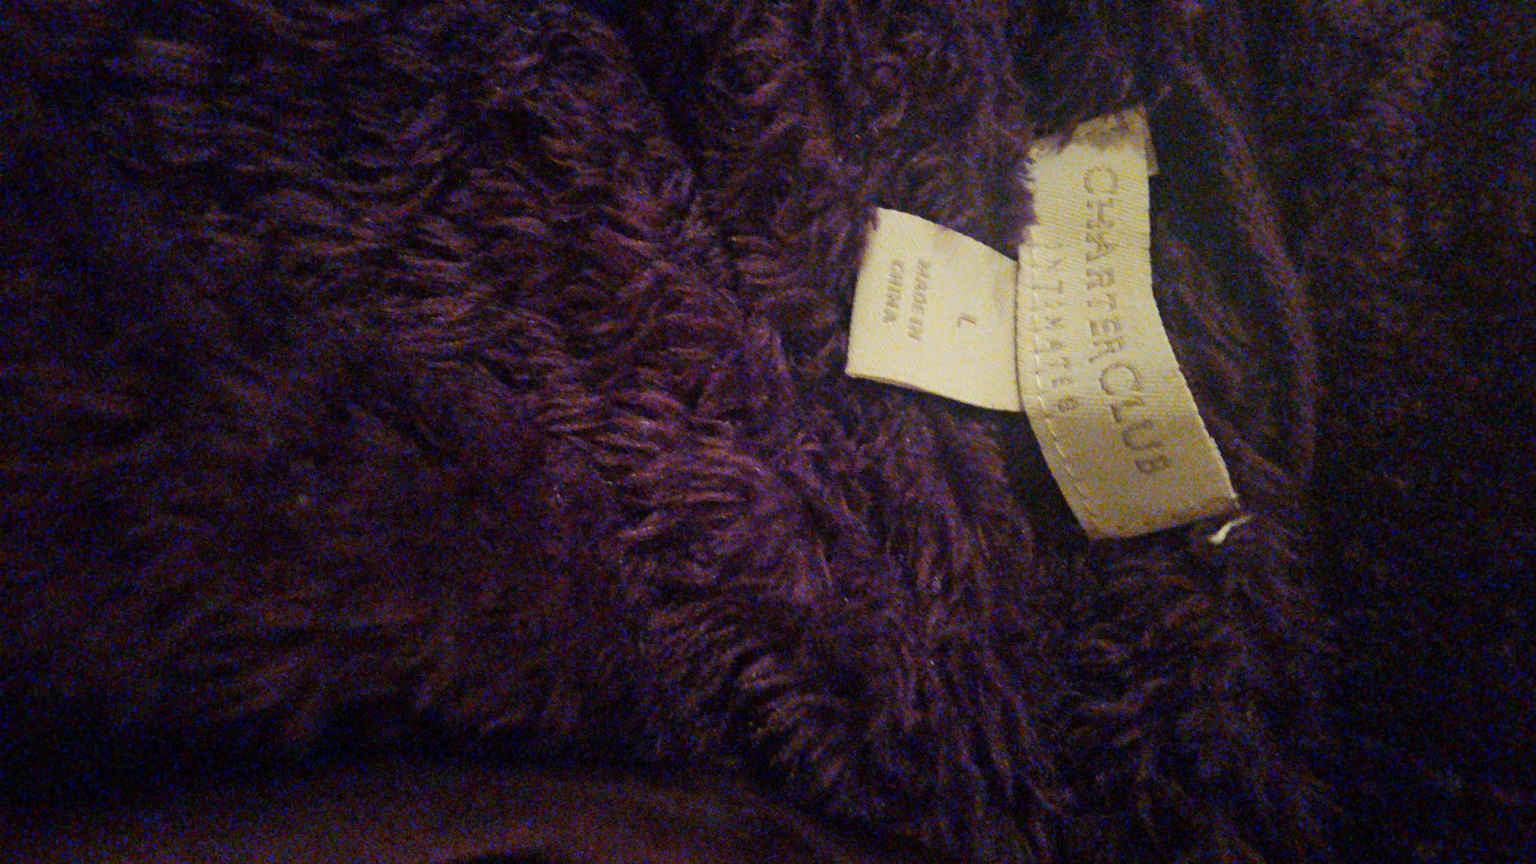 CHARTER CLUB
INTIMATES
L
MADE IN
CHINA